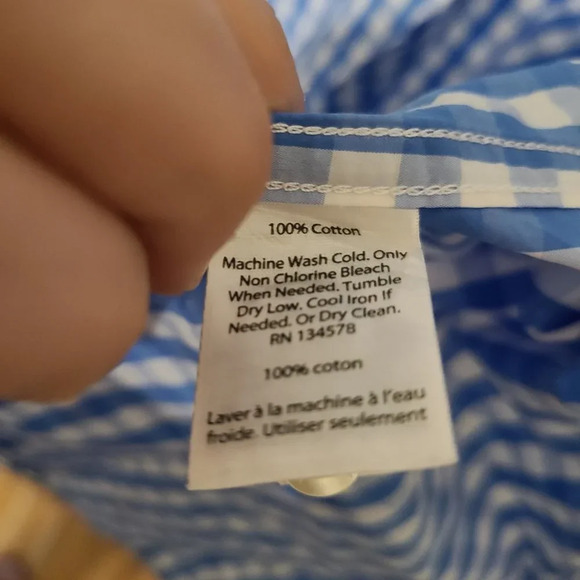 100% Cotton
Machine Wash Cold. Only
Non Chlorine Bleach
When Needed. Tumble
Dry Low. Cool Iron If
Needed. Or Dry Clean.
RN 134578
100% coton
Laver à la machine à l'eau
froide. Utiliser seulement